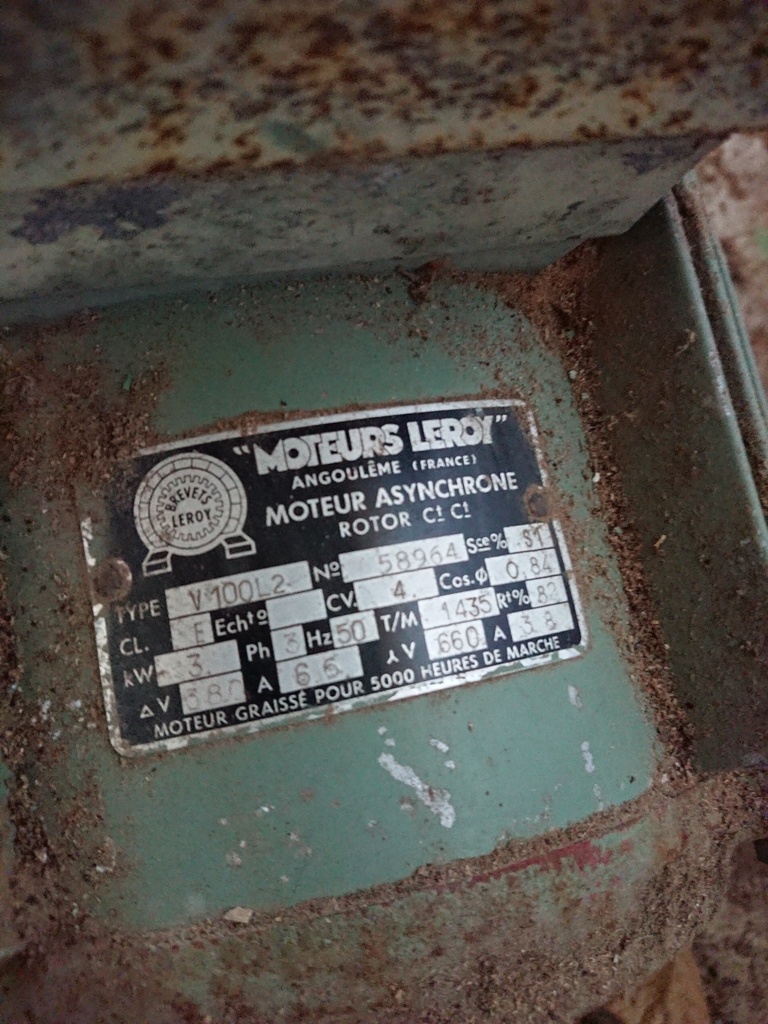 "MOTEURS LEROY"
ANGOULÊME (FRANCE)
BREVETS
LEROY
MOTEUR ASYNCHRONE
ROTOR Ct Ct
TYPE V100L2 No 58964 Sce% S1
CL. E Echt o CV. 4. Cos.Ø 0,84
kW 3. Ph 3 Hz 50 T/M 1435 Rt% 82
△ V 380 A 6.6 ⅄ V 660 A 3.8
MOTEUR GRAISSÉ POUR 5000 HEURES DE MARCHE